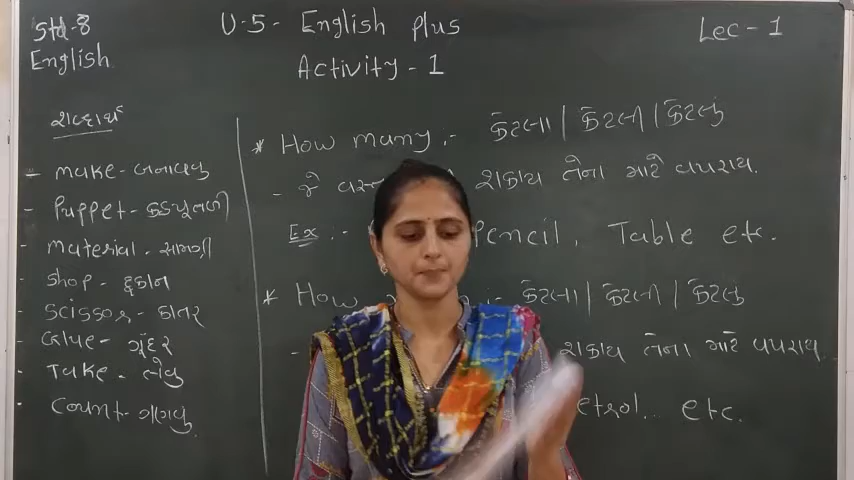 Std-8
English
U-5- English plus
Activity-1
Lec-1
શબ્દાર્થ
- make-બનાવવું
- Puppet-કઠપૂતળી
- material-સામગ્રી
- shop-દુકાન
- scissor-કાતર
- Glue-ગુંદર
- Take-લેવું
- Count-ગણવું
* How many:- કેટલા|કેટલી|કેટલું
- જે શકાય તેના માટે વપરાય.
Ex:- Pencil, Table etc.
* How :- કેટલા|કેટલી|કેટલું
- શકાય તેના માટે વપરાય.
etrol... etc.